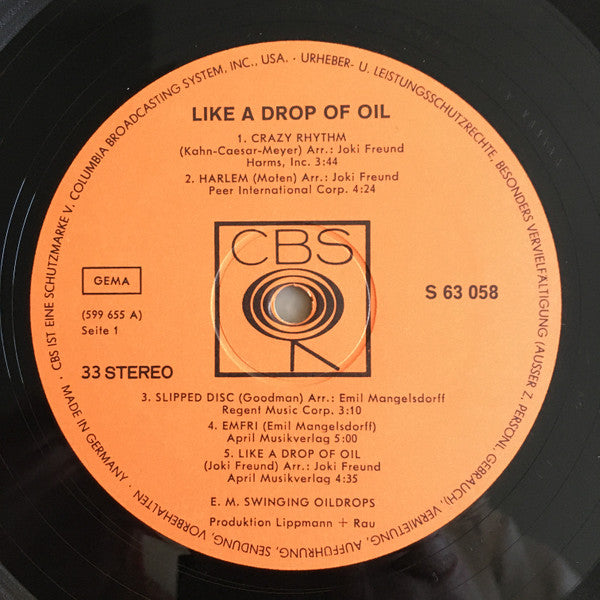 LIKE A DROP OF OIL
1. CRAZY RHYTHM
(Kahn-Caesar-Meyer) Arr.: Joki Freund
Harms, Inc. 3:44
2. HARLEM (Moten) Arr.: Joki Freund
Peer International Corp. 4:24
CBS
GEMA
(599 655 A)
Seite 1
33 STEREO
S 63 058
3. SLIPPED DISC (Goodman) Arr.: Emil Mangelsdorff
Regent Music Corp. 3:10
4. EMFRI (Emil Mangelsdorff)
April Musikverlag 5:00
5. LIKE A DROP OF OIL
(Joki Freund) Arr.: Joki Freund
April Musikverlag 4:35
E. M. SWINGING OILDROPS
Produktion Lippmann + Rau
MADE IN GERMANY · CBS IST EINE SCHUTZMARKE V. COLUMBIA BROADCASTING SYSTEM, INC., USA. · URHEBER- U. LEISTUNGSSCHUTZRECHTE, BESONDERS VERVIELFÄLTIGUNG (AUSSER Z. PERSÖNL. GEBRAUCH), VERMIETUNG, AUFFÜHRUNG, SENDUNG, VORBEHALTEN ·